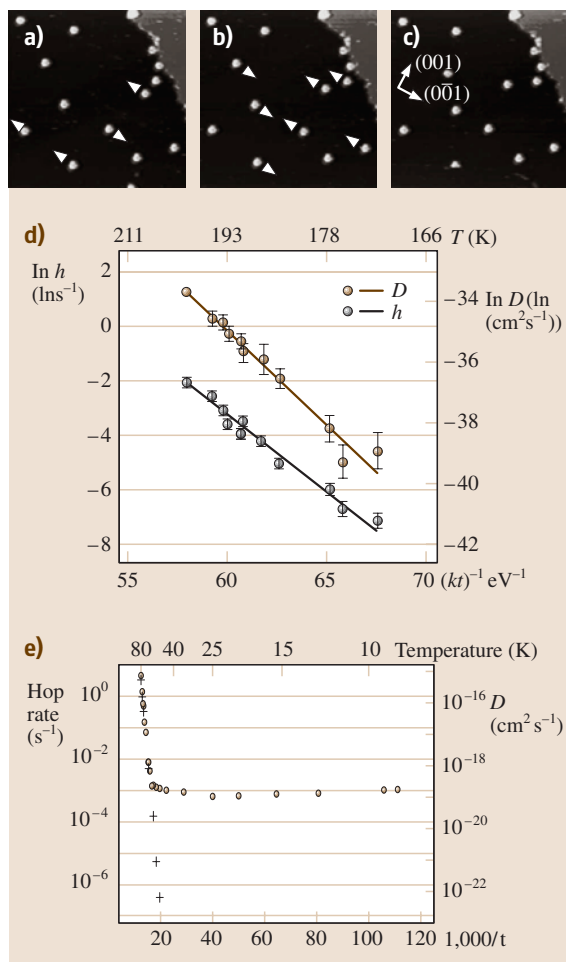 a)
b)
c)
(001)
(00̄1)
d)
211 193 178 166 T (K)
ln h
(lns⁻¹)
ln D (ln
(cm²s⁻¹))
D
h
2
0
−2
−4
−6
−8
−34
−36
−38
−40
−42
55 60 65 70 (kt)⁻¹ eV⁻¹
e)
80 40 25 15 10 Temperature (K)
Hop
rate
(s⁻¹)
10⁰
10⁻²
10⁻⁴
10⁻⁶
10⁻¹⁶ D
(cm² s⁻¹)
10⁻¹⁸
10⁻²⁰
10⁻²²
20 40 60 80 100 120 1,000/t